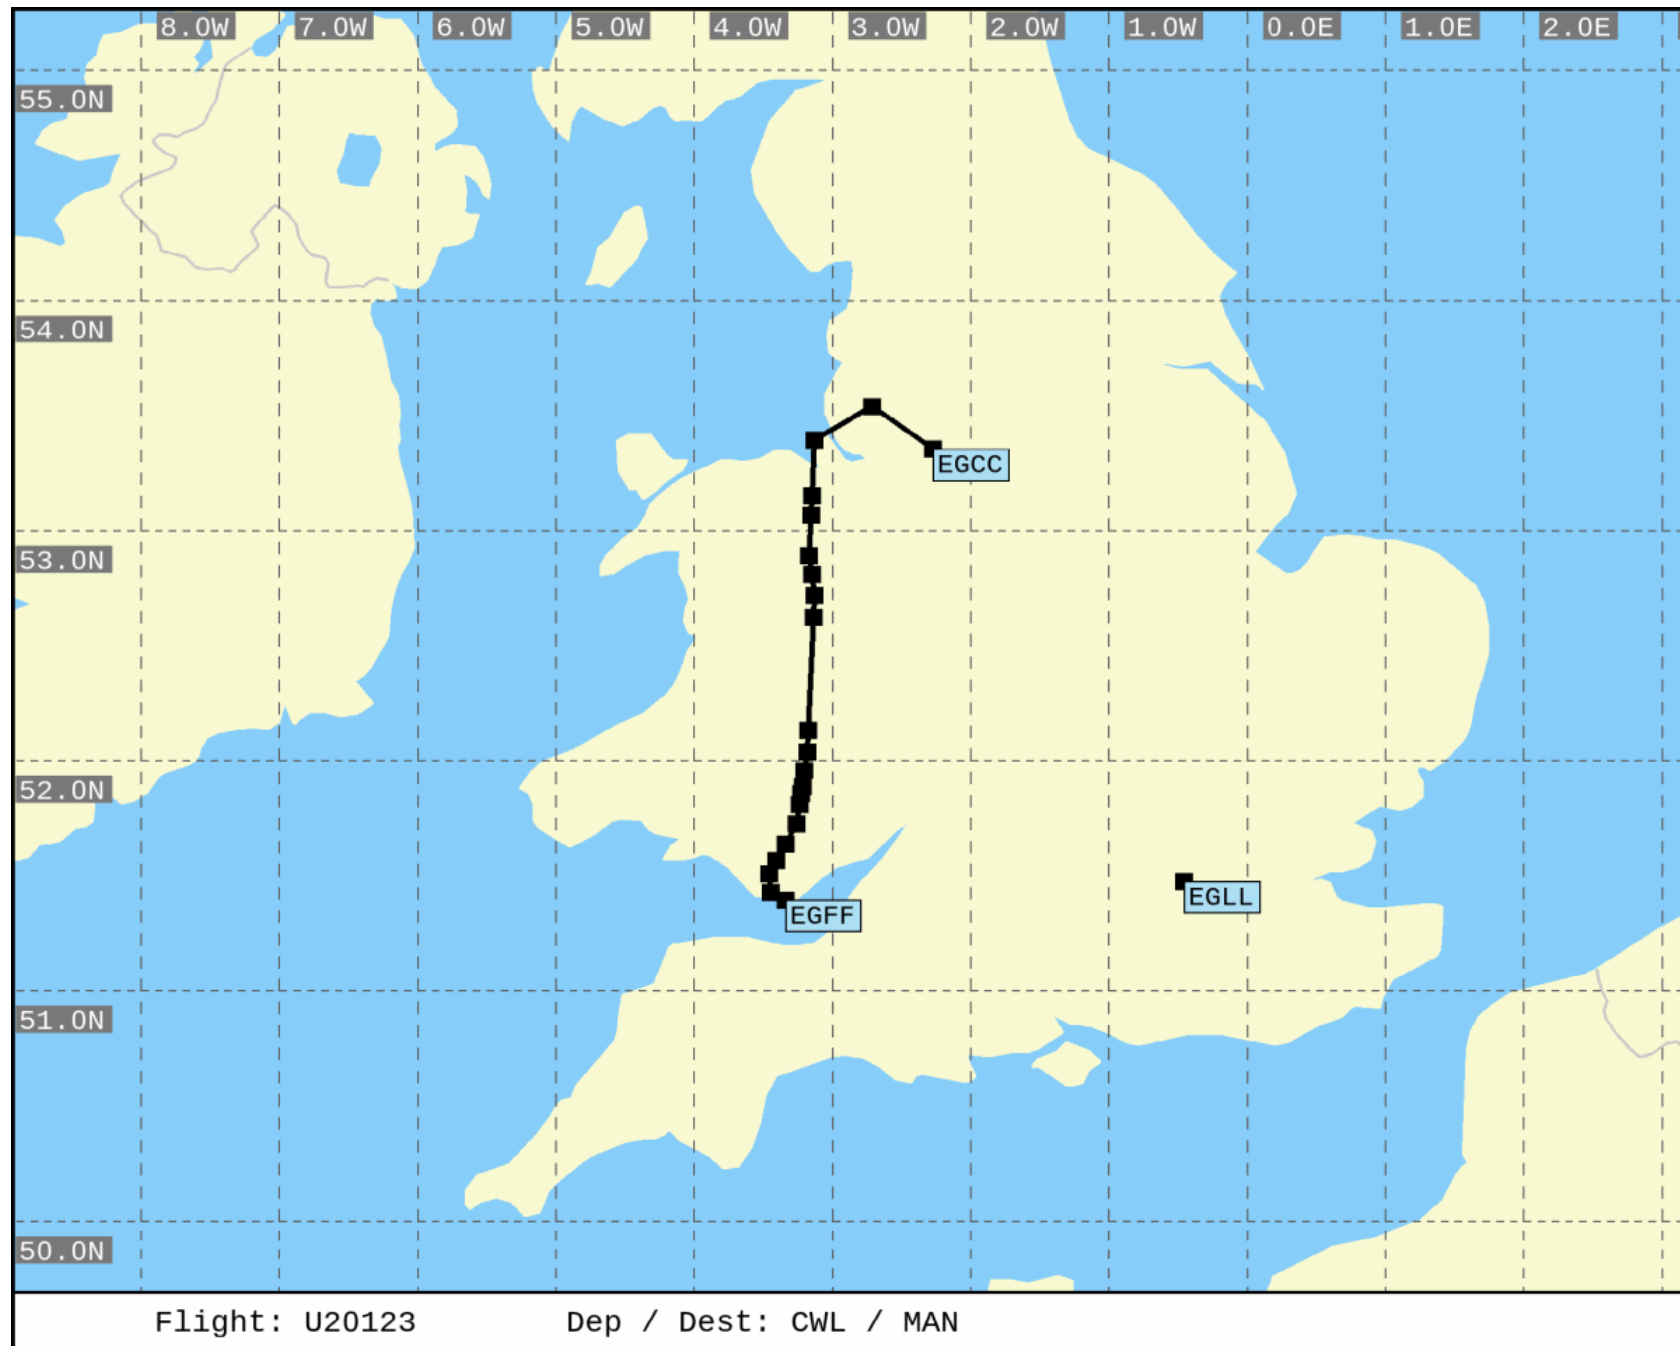 8.0W 7.0W 6.0W 5.0W 4.0W 3.0W 2.0W 1.0W 0.0E 1.0E 2.0E
55.0N
54.0N
EGCC
53.0N
52.0N
EGLL
EGFF
51.0N
50.0N
Flight: U20123 Dep / Dest: CWL / MAN